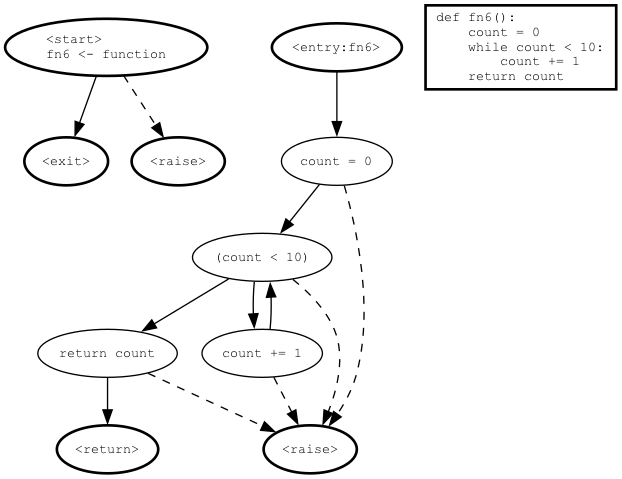 <start>
fn6 <- function
<entry:fn6>
def fn6():
    count = 0
    while count < 10:
        count += 1
    return count
<exit>
<raise>
count = 0
(count < 10)
return count
count += 1
<return>
<raise>